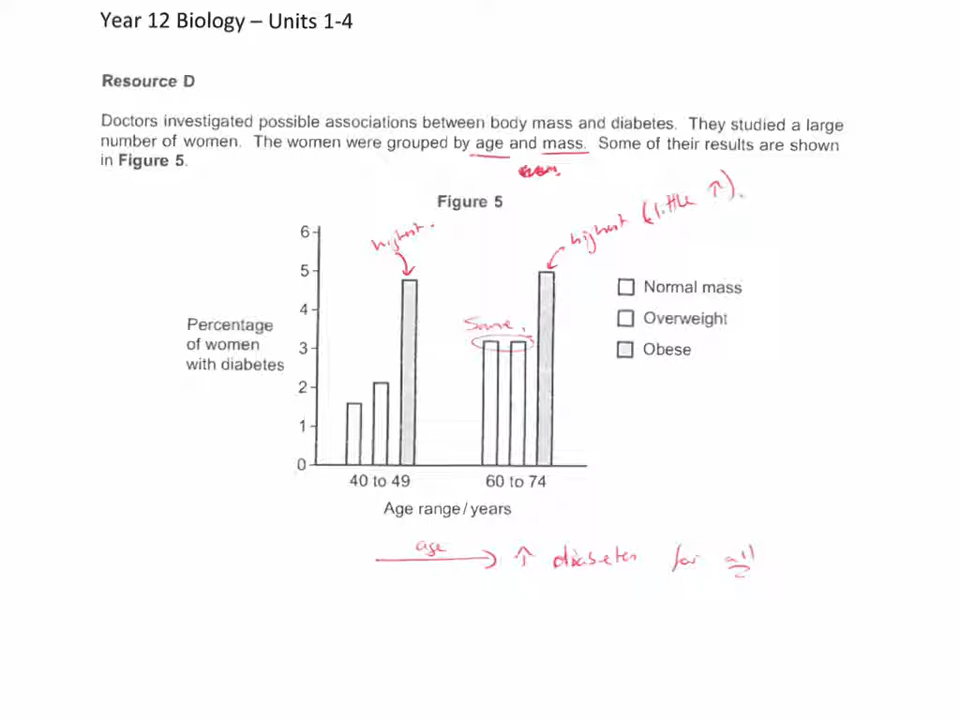 Year 12 Biology – Units 1-4
Resource D
Doctors investigated possible associations between body mass and diabetes. They studied a large
number of women. The women were grouped by age and mass. Some of their results are shown
in Figure 5.
Figure 5
highest.
highest (little ↑).
Same.
6
5
4
3
2
1
0
Percentage
of women
with diabetes
Normal mass
Overweight
Obese
40 to 49
60 to 74
Age range/years
age
↑ diabetes for all